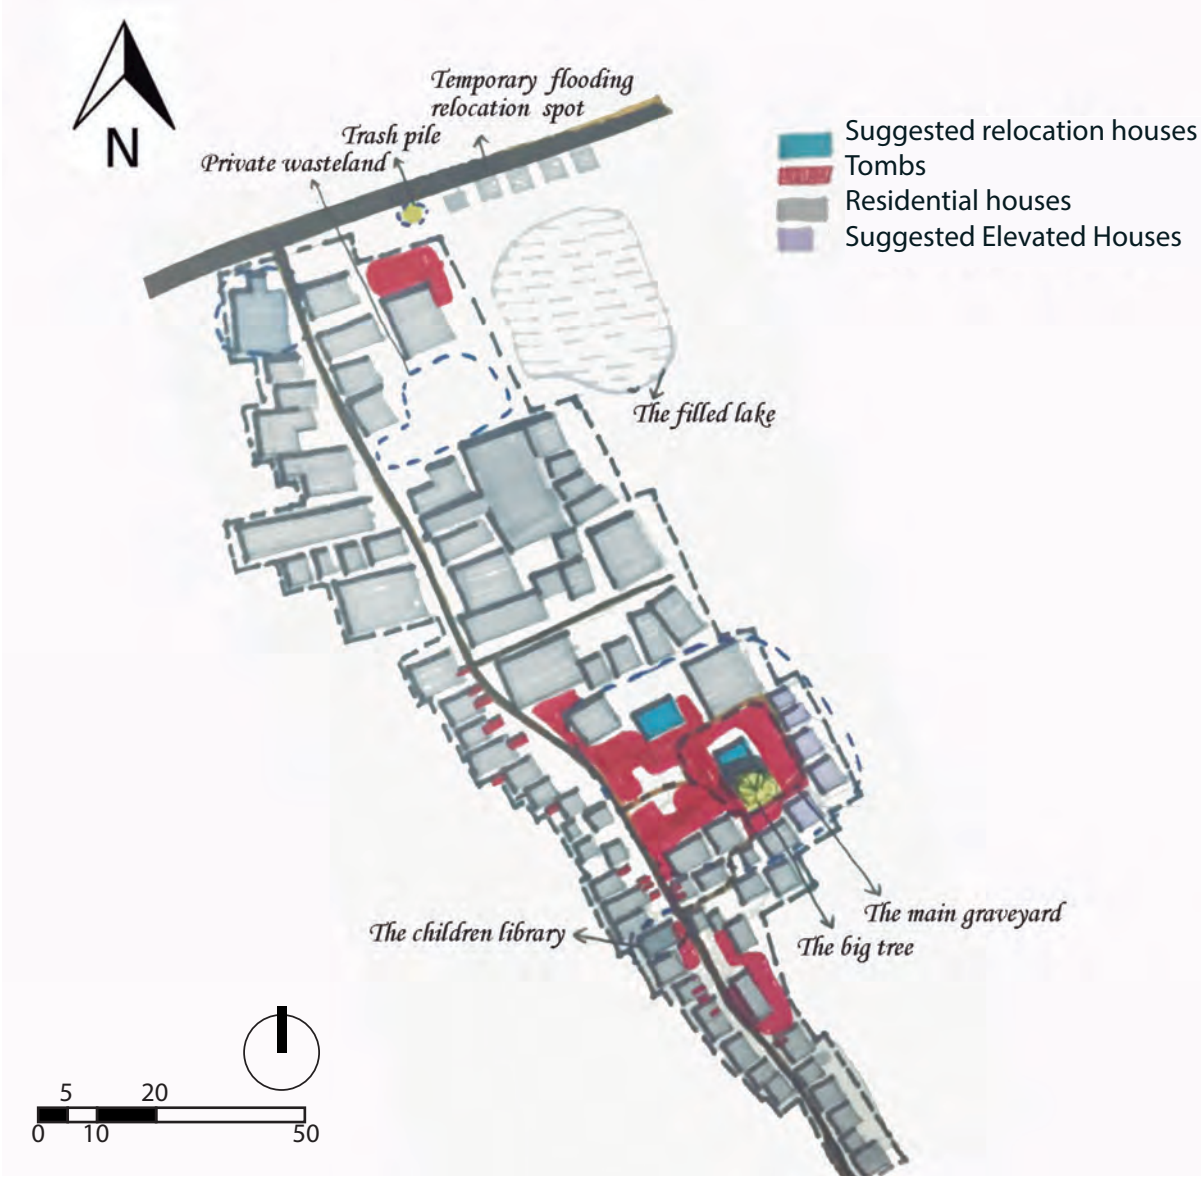 N
Temporary flooding
relocation spot
Trash pile
Private wasteland
Suggested relocation houses
Tombs
Residential houses
Suggested Elevated Houses
The filled lake
The main graveyard
The children library
The big tree
5 20
0 10 50